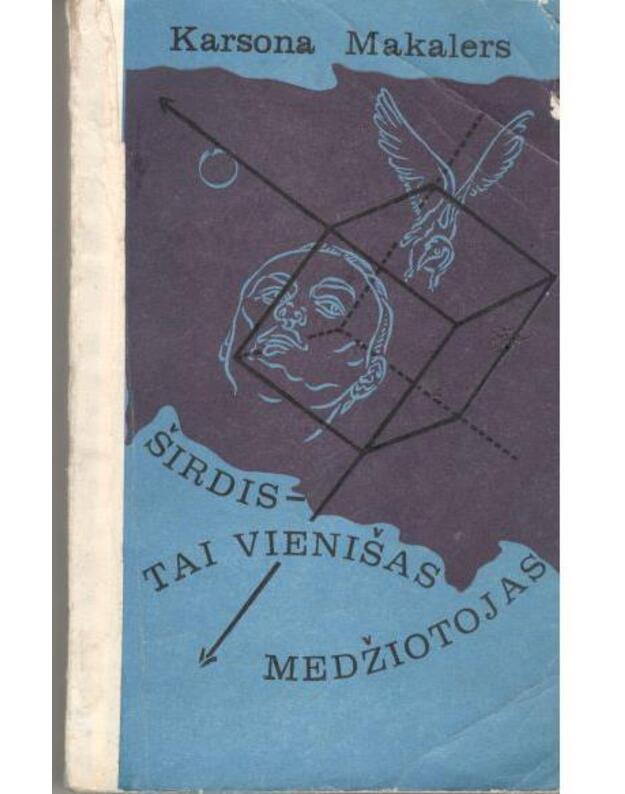 Karsona Makalers
ŠIRDIS–
TAI VIENIŠAS
MEDŽIOTOJAS